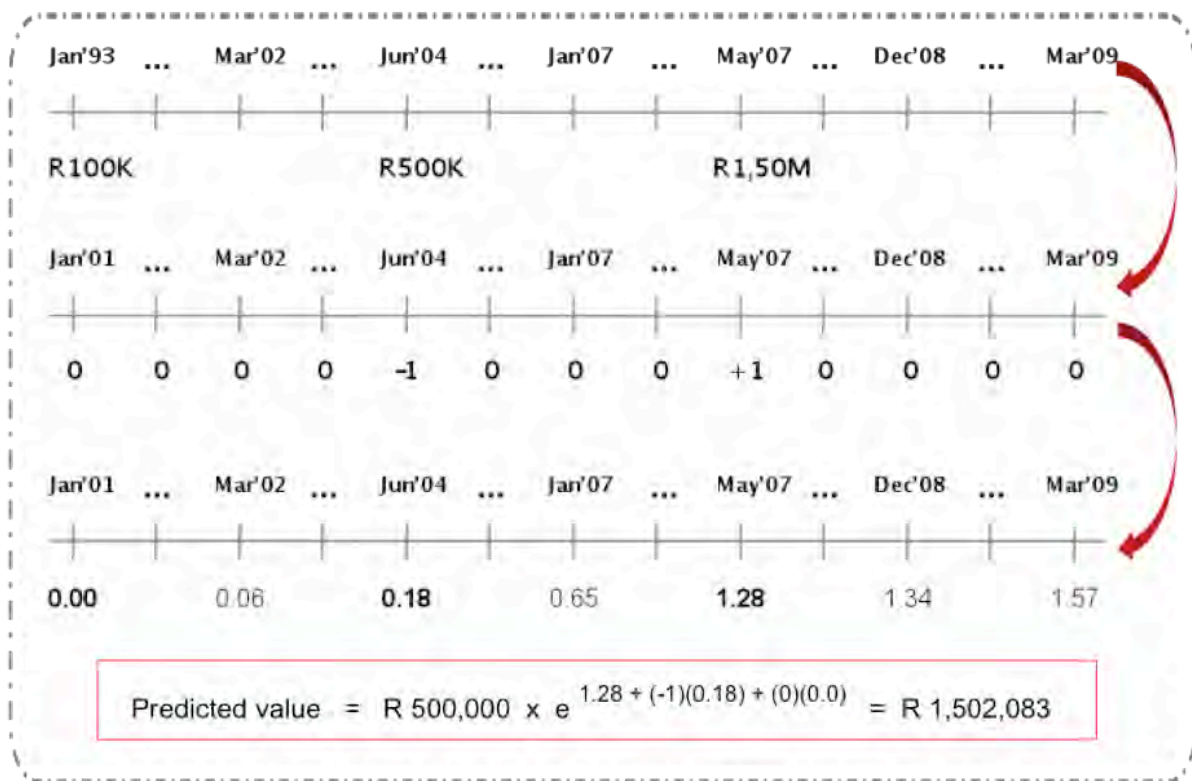 Jan’93 ... Mar’02 ... Jun’04 ... Jan’07 ... May’07 ... Dec’08 ... Mar’09
R100K R500K R1,50M
Jan’01 ... Mar’02 ... Jun’04 ... Jan’07 ... May’07 ... Dec’08 ... Mar’09
0 0 0 0 -1 0 0 0 +1 0 0 0 0
Jan’01 ... Mar’02 ... Jun’04 ... Jan’07 ... May’07 ... Dec’08 ... Mar’09
0.00 0.06 0.18 0.65 1.28 1.34 1.57
Predicted value = R 500,000 x e 1.28 + (-1)(0.18) + (0)(0.0) = R 1,502,083